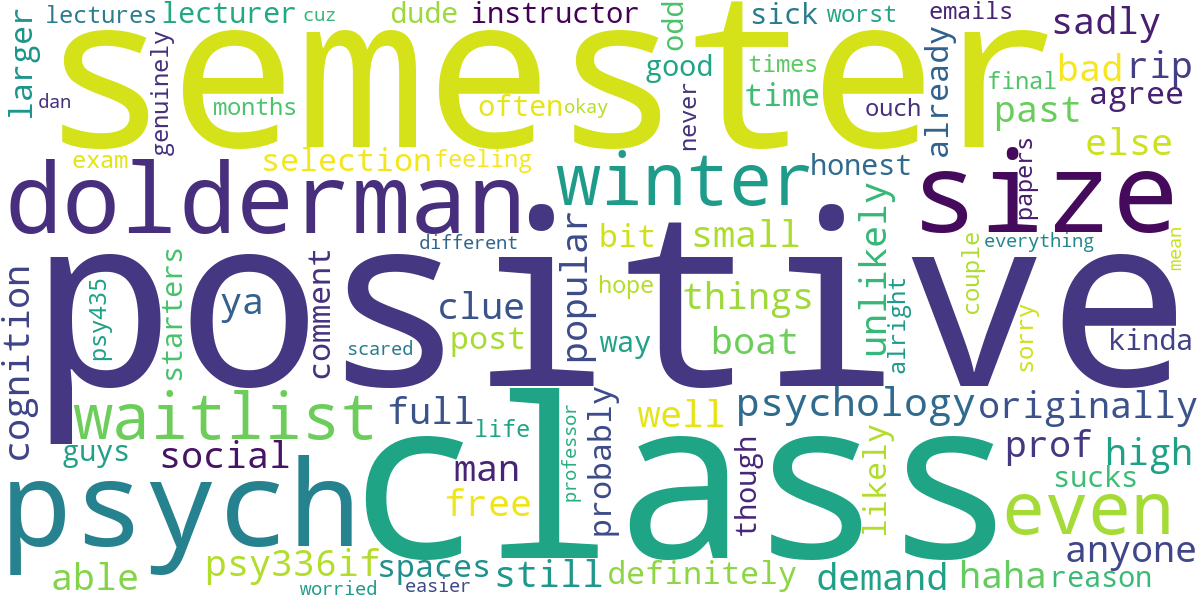 larger
lectures
lecturer
cuz
dude
instructor
odd
sick
worst
emails
sadly
semester
dan
genuinely
months
often
okay
good
never
times
time
ouch
already
final
past
bad
rip
agree
exam
selection
feeling
else
dolderman
winter
honest
size
papers
positive
different
popular
bit
small
unlikely
couple
everything
mean
cognition
psy435
starters
ya
comment
clue
hope
things
post
scared
way
boat
alright
sorry
kinda
waitlist
full
life
professor
probably
well
psychology
originally
guys
social
man
free
class
though
likely
prof
high
sucks
psych
even
anyone
able
psy336if
worried
spaces
easier
still
definitely
demand
haha
reason